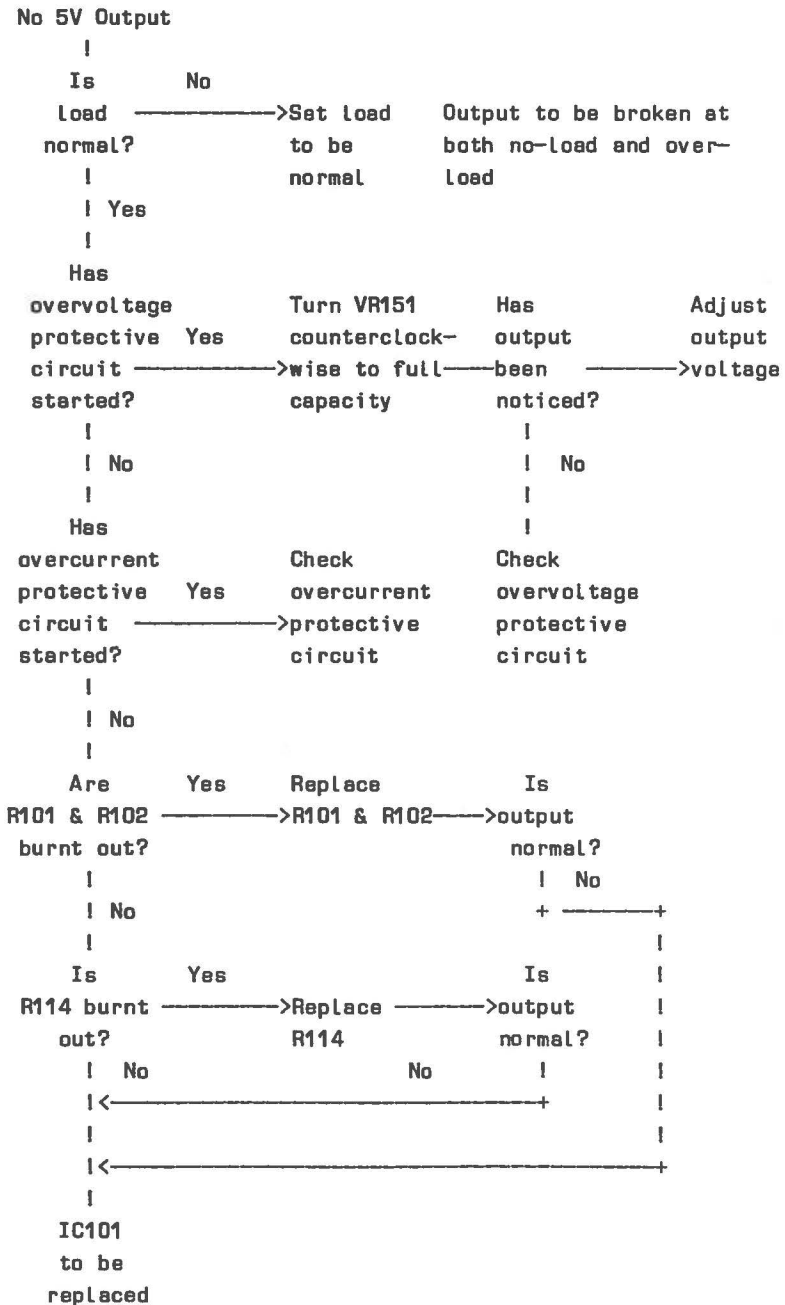 No 5V Output
!
Is No
load ---------->Set load Output to be broken at
normal? to be both no-load and over-
! normal load
! Yes
!
Has
overvoltage Turn VR151 Has Adjust
protective Yes counterclock- output output
circuit ---------->wise to full----been ------->voltage
started? capacity noticed?
! !
! No ! No
! !
Has !
overcurrent Check Check
protective Yes overcurrent overvoltage
circuit ---------->protective protective
started? circuit circuit
!
! No
!
Are Yes Replace Is
R101 & R102 --------->R101 & R102---->output
burnt out? normal?
! ! No
! No + -------+
! !
Is Yes Is !
R114 burnt --------->Replace ------->output !
out? R114 normal? !
! No No ! !
!<-----------------------------+ !
! !
!<-------------------------------------+
!
IC101
to be
replaced